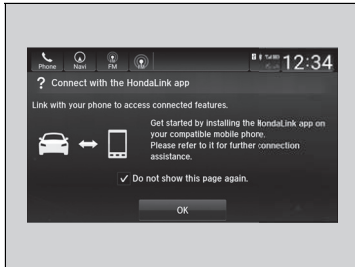 Phone
Navi
FM
12:34
? Connect with the HondaLink app
Link with your phone to access connected features.
Get started by installing the HondaLink app on
your compatible mobile phone.
Please refer to it for further connection
assistance.
✓ Do not show this page again.
OK